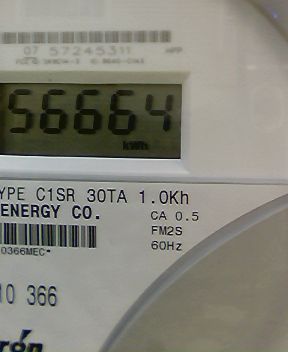 07 57245311
56664
kWh
YPE C1SR 30TA 1.0Kh
ENERGY CO.
CA 0.5
FM2S
60Hz
0366MEC*
10 366
rón